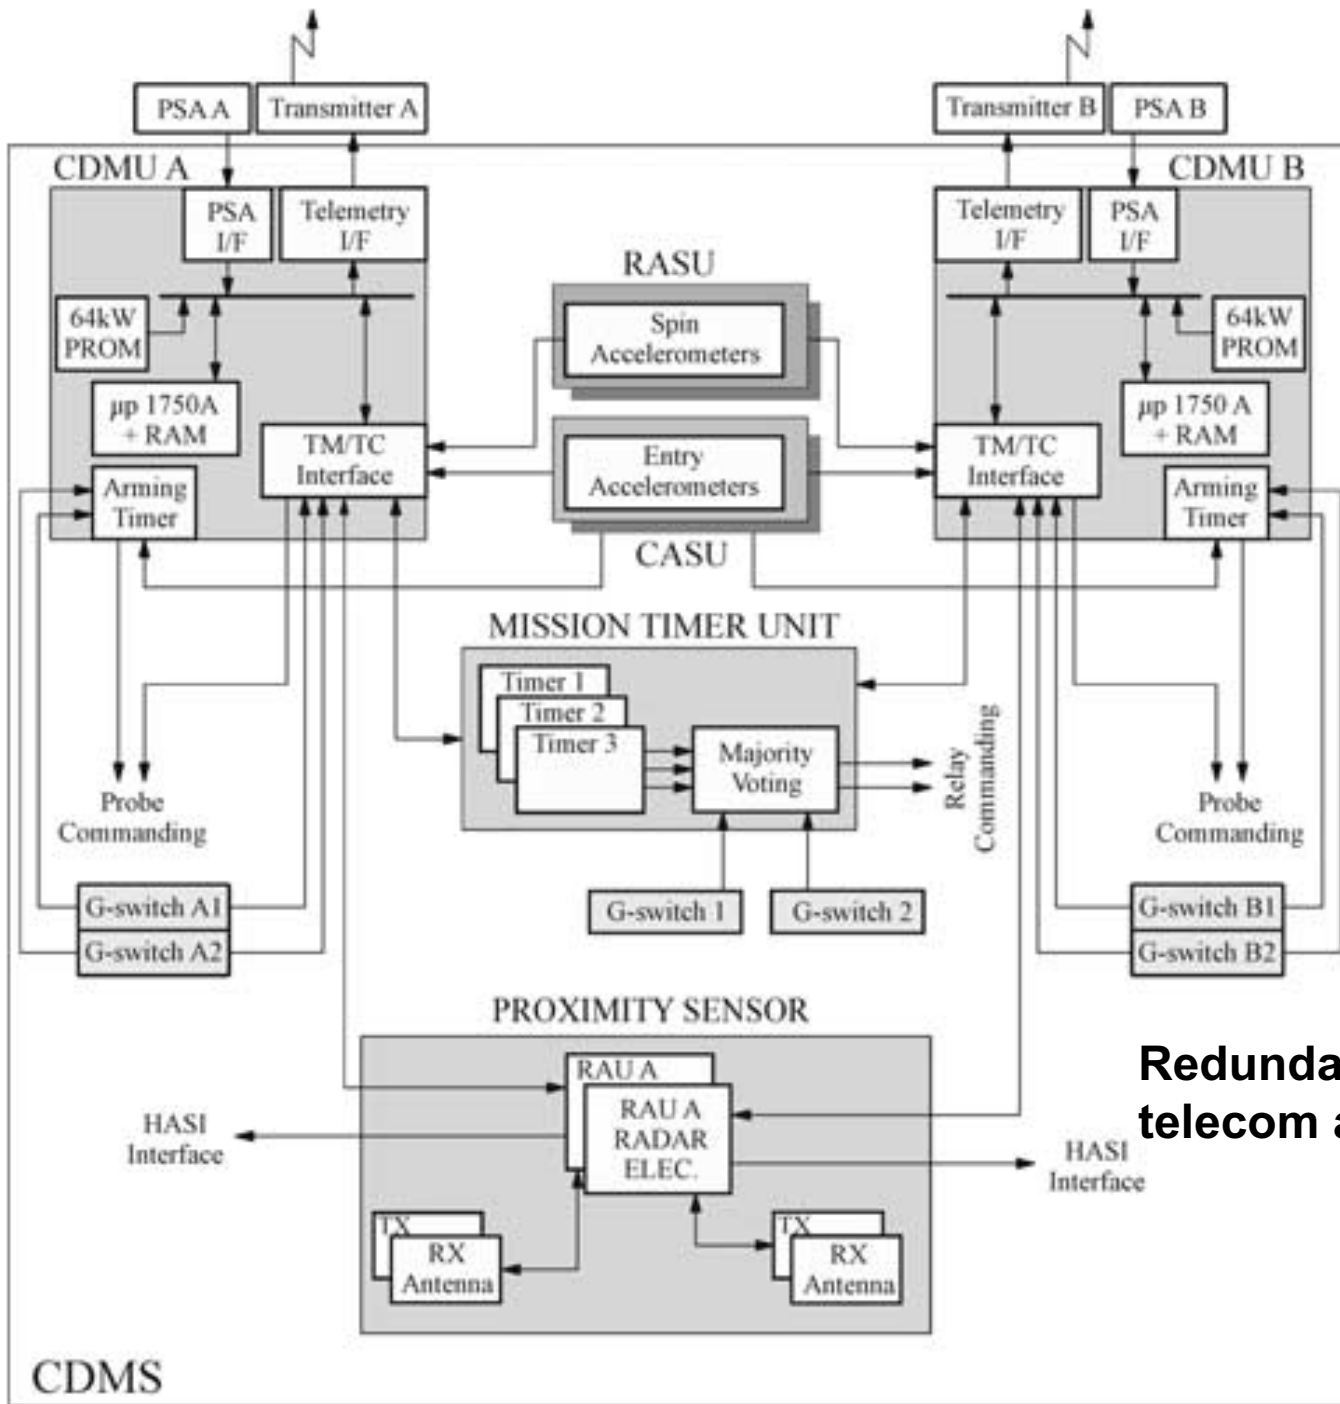 PSA A
Transmitter A
Transmitter B
PSA B
CDMU A
CDMU B
PSA
I/F
Telemetry
I/F
Telemetry
I/F
PSA
I/F
RASU
Spin
Accelerometers
64kW
PROM
64kW
PROM
µp 1750A
+ RAM
µp 1750 A
+ RAM
TM/TC
Interface
Entry
Accelerometers
TM/TC
Interface
Arming
Timer
Arming
Timer
CASU
MISSION TIMER UNIT
Timer 1
Timer 2
Timer 3
Majority
Voting
Relay
Commanding
Probe
Commanding
Probe
Commanding
G-switch A1
G-switch A2
G-switch 1
G-switch 2
G-switch B1
G-switch B2
PROXIMITY SENSOR
RAU A
RAU A
RADAR
ELEC.
HASI
Interface
HASI
Interface
TX
RX
Antenna
TX
RX
Antenna
CDMS
telecom